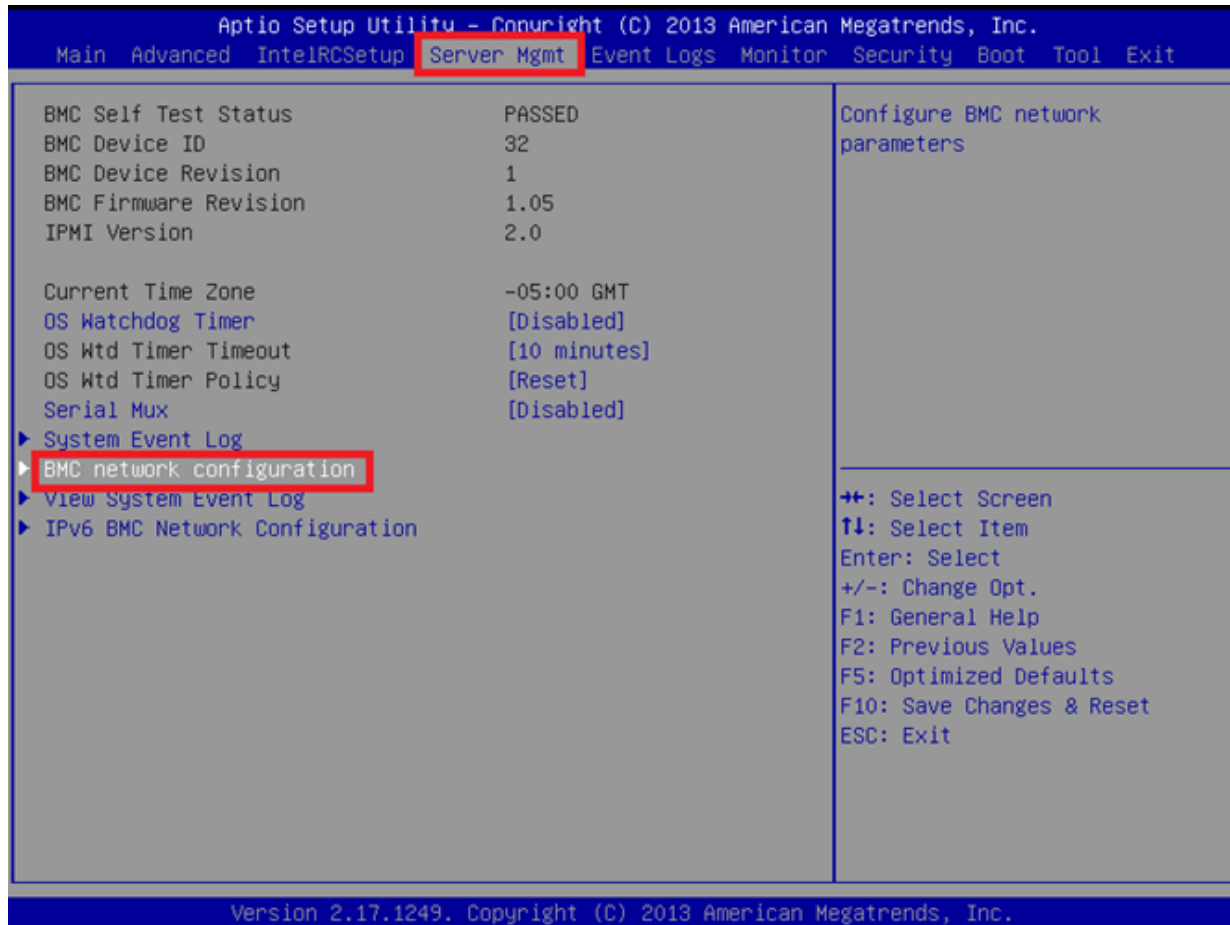 Aptio Setup Utility – Copyright (C) 2013 American Megatrends, Inc.
Main Advanced IntelRCSetup Server Mgmt Event Logs Monitor Security Boot Tool Exit
BMC Self Test Status PASSED
BMC Device ID 32
BMC Device Revision 1
BMC Firmware Revision 1.05
IPMI Version 2.0
Current Time Zone -05:00 GMT
OS Watchdog Timer [Disabled]
OS Wtd Timer Timeout [10 minutes]
OS Wtd Timer Policy [Reset]
Serial Mux [Disabled]
System Event Log
BMC network configuration
View System Event Log
IPv6 BMC Network Configuration
Configure BMC network
parameters
→←: Select Screen
↑↓: Select Item
Enter: Select
+/-: Change Opt.
F1: General Help
F2: Previous Values
F5: Optimized Defaults
F10: Save Changes & Reset
ESC: Exit
Version 2.17.1249. Copyright (C) 2013 American Megatrends, Inc.